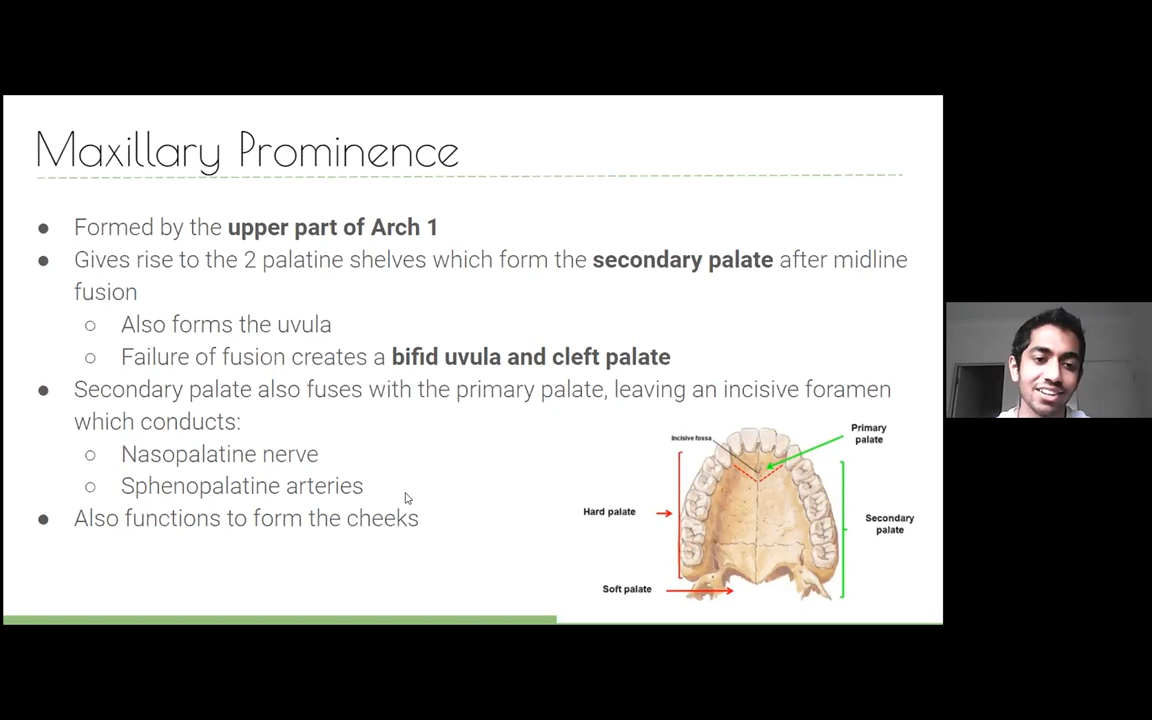 Maxillary Prominence
● Formed by the upper part of Arch 1
● Gives rise to the 2 palatine shelves which form the secondary palate after midline
fusion
○ Also forms the uvula
○ Failure of fusion creates a bifid uvula and cleft palate
● Secondary palate also fuses with the primary palate, leaving an incisive foramen
which conducts:
○ Nasopalatine nerve
○ Sphenopalatine arteries
● Also functions to form the cheeks
Incisive fossa
Primary
palate
Hard palate
Secondary
palate
Soft palate